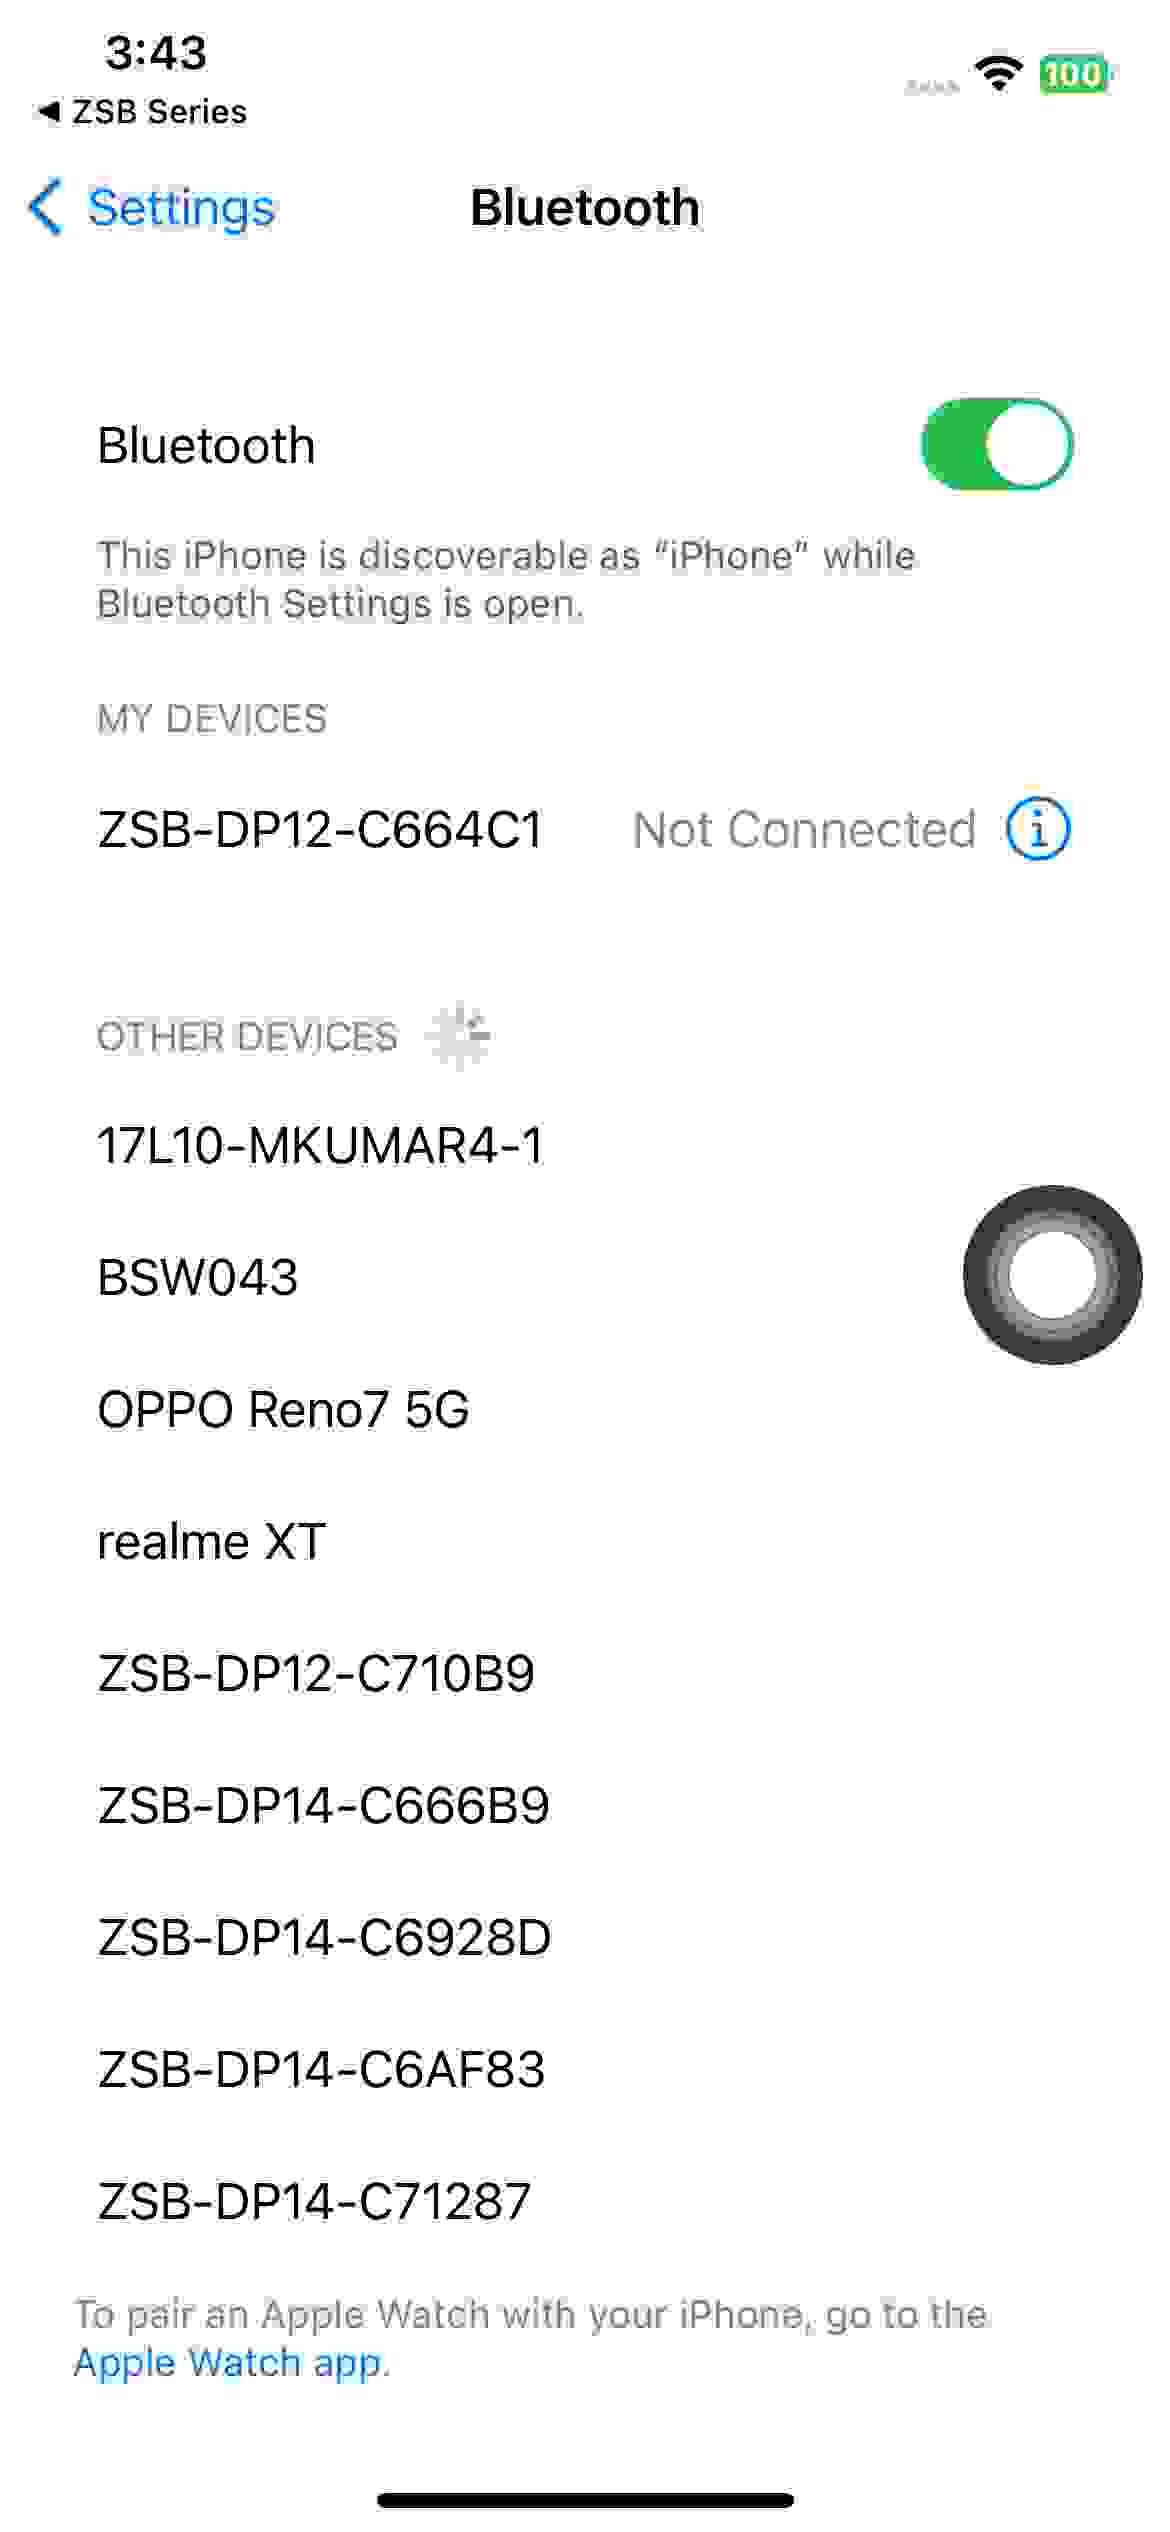 3:43
100
◀ ZSB Series
Settings
Bluetooth
Bluetooth
This iPhone is discoverable as “iPhone” while
Bluetooth Settings is open.
MY DEVICES
ZSB-DP12-C664C1 Not Connected
OTHER DEVICES
17L10-MKUMAR4-1
BSW043
OPPO Reno7 5G
realme XT
ZSB-DP12-C710B9
ZSB-DP14-C666B9
ZSB-DP14-C6928D
ZSB-DP14-C6AF83
ZSB-DP14-C71287
To pair an Apple Watch with your iPhone, go to the
Apple Watch app.